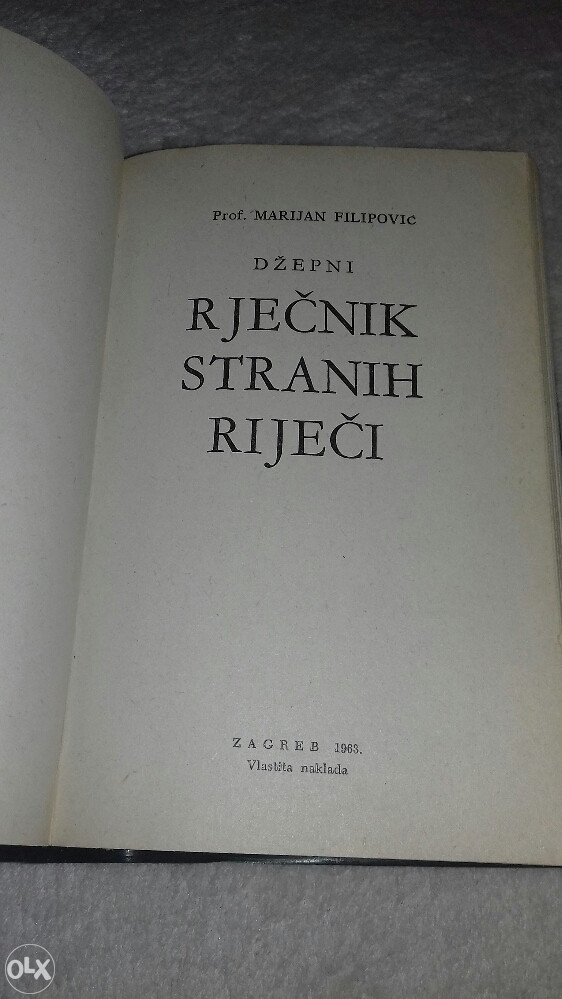 Prof. MARIJAN FILIPOVIĆ
DŽEPNI
RJEČNIK
STRANIH
RIJEČI
ZAGREB 1963.
Vlastita naklada
OLX